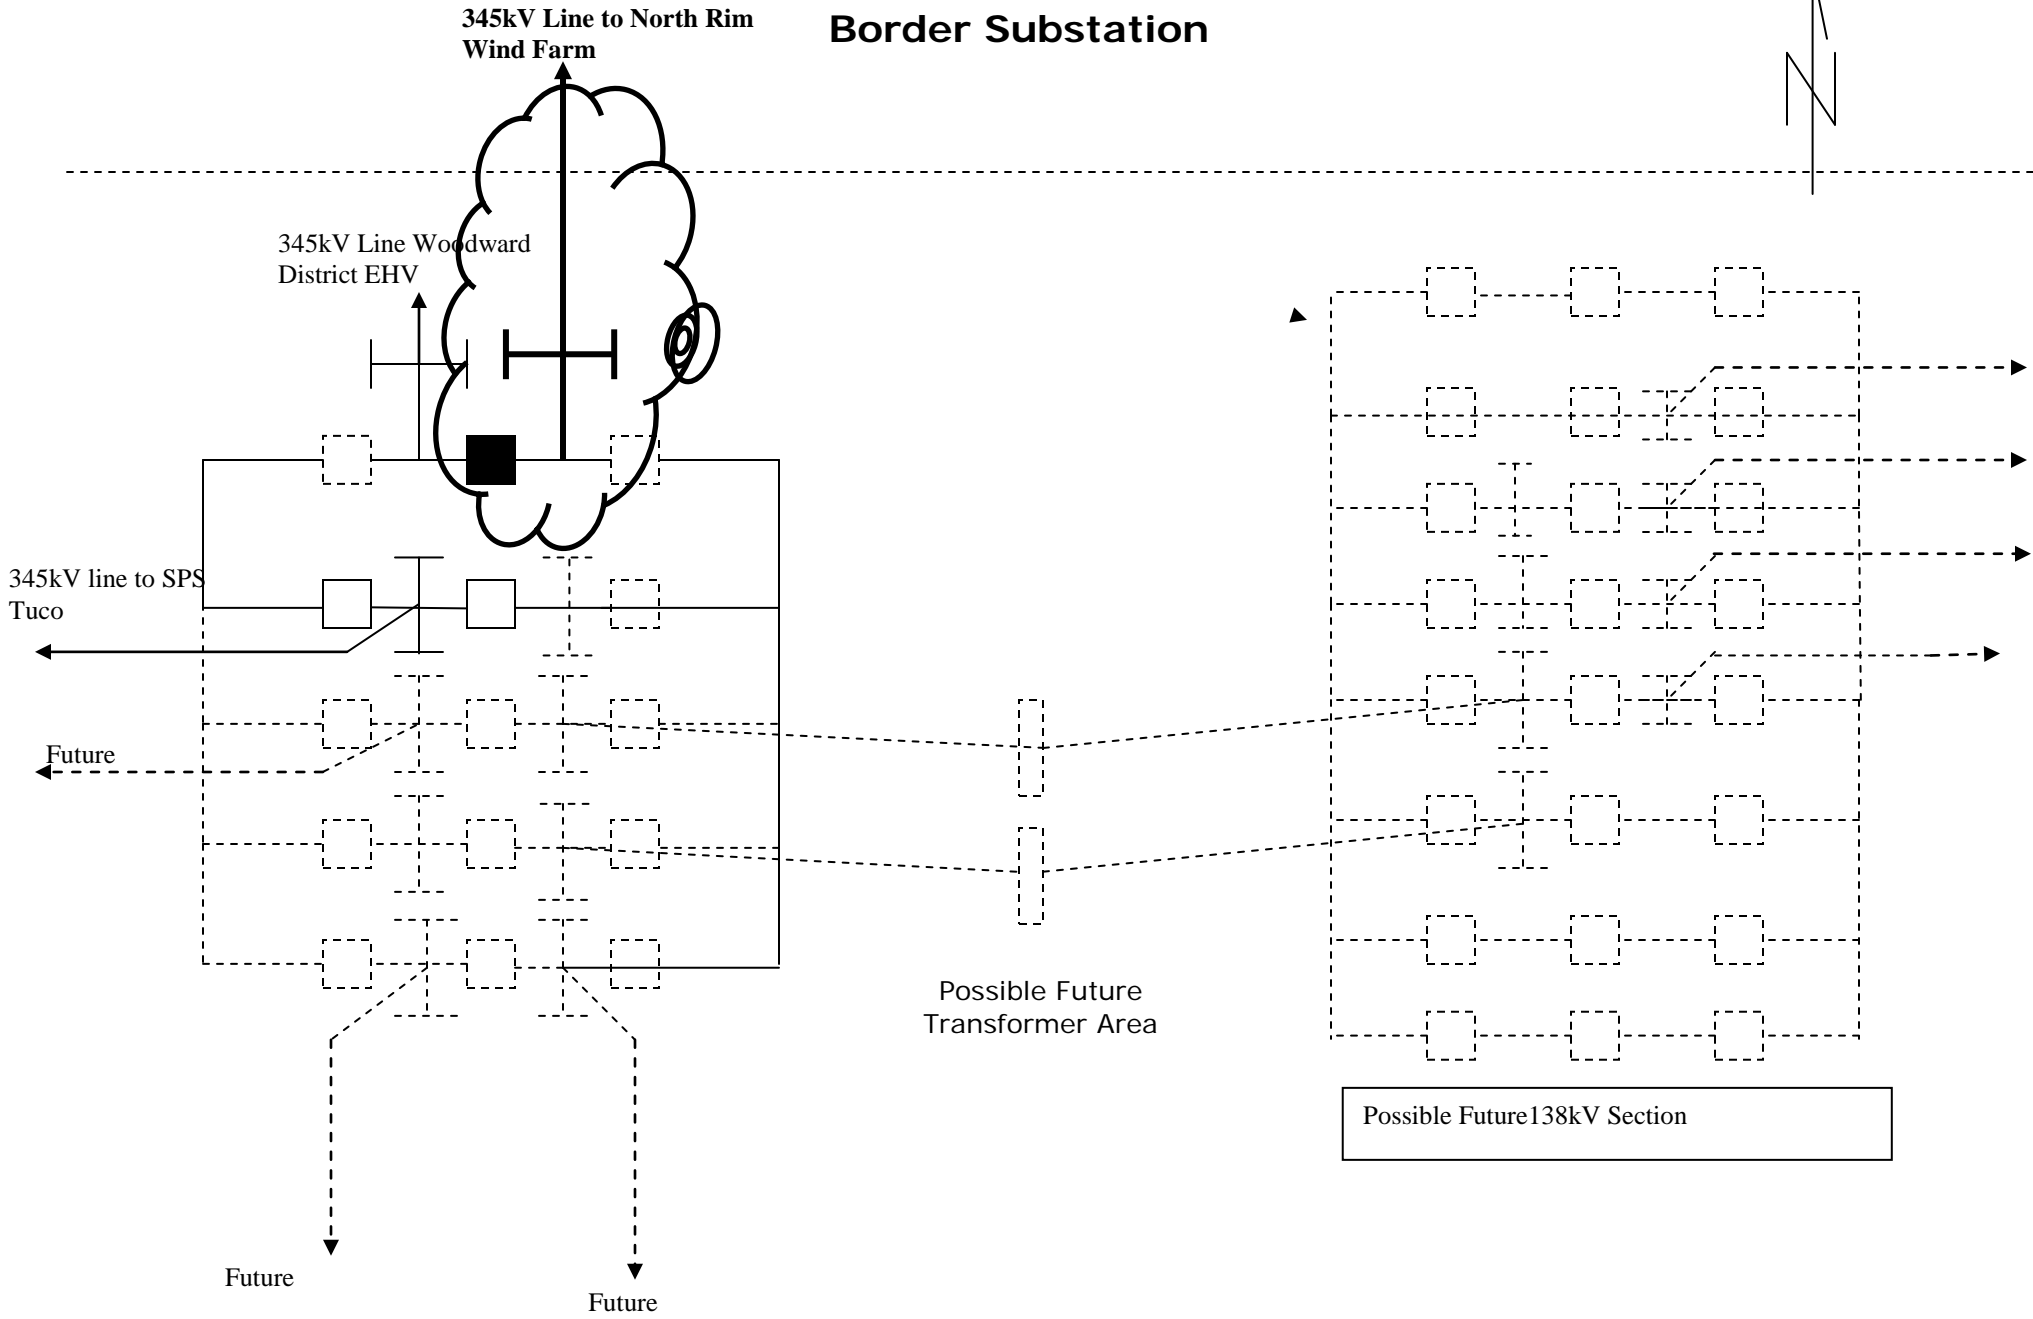 345kV Line to North Rim
Wind Farm
Border Substation
N
345kV Line Woodward
District EHV
345kV line to SPS
Tuco
Future
Possible Future
Transformer Area
Possible Future138kV Section
Future
Future